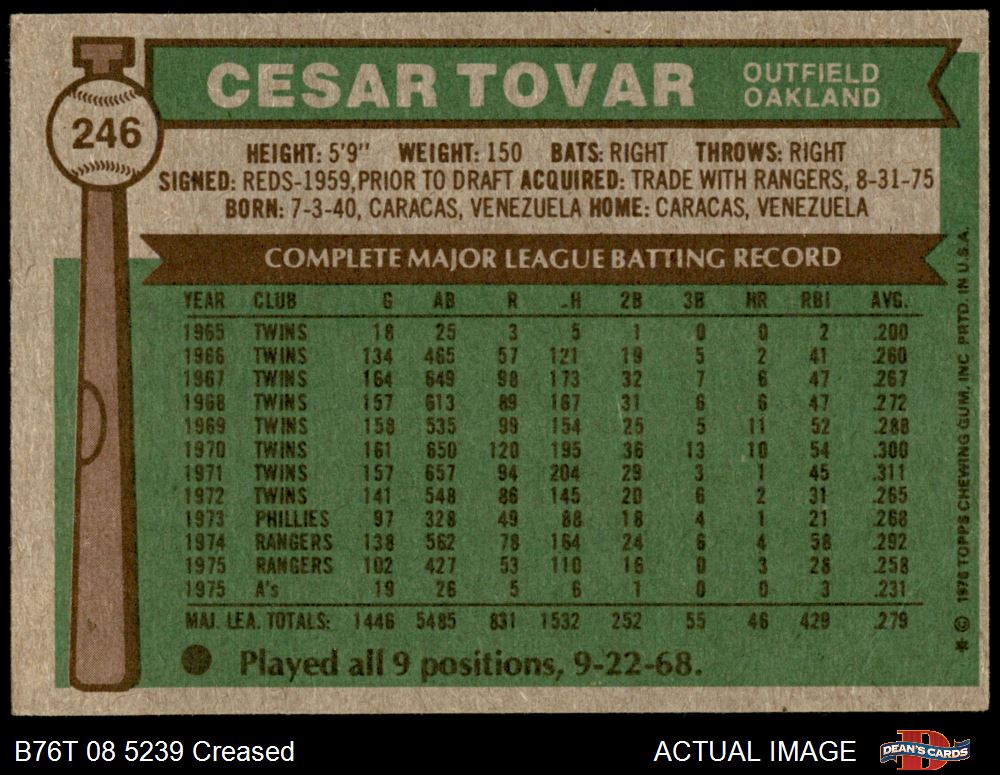 CESAR TOVAR
OUTFIELD
OAKLAND
246
HEIGHT: 5'9" WEIGHT: 150 BATS: RIGHT THROWS: RIGHT
SIGNED: REDS-1959, PRIOR TO DRAFT ACQUIRED: TRADE WITH RANGERS, 8-31-75
BORN: 7-3-40, CARACAS, VENEZUELA HOME: CARACAS, VENEZUELA
COMPLETE MAJOR LEAGUE BATTING RECORD
YEAR CLUB G AB R H 2B 3B HR RBI AVG.
1965 TWINS 18 25 3 5 1 0 0 2 .200
1966 TWINS 134 465 57 121 19 5 2 41 .260
1967 TWINS 164 649 98 173 32 7 6 47 .267
1968 TWINS 157 613 89 167 31 6 6 47 .272
1969 TWINS 158 535 99 154 25 5 11 52 .288
1970 TWINS 161 650 120 195 36 13 10 54 .300
1971 TWINS 157 657 94 204 29 3 1 45 .311
1972 TWINS 141 548 86 145 20 6 2 31 .265
1973 PHILLIES 97 328 49 88 18 4 1 21 .268
1974 RANGERS 138 562 78 164 24 6 4 58 .292
1975 RANGERS 102 427 53 110 16 0 3 28 .258
1975 A's 19 26 5 6 1 0 0 3 .231
MAJ. LEA. TOTALS: 1446 5485 831 1532 252 55 46 429 .279
Played all 9 positions, 9-22-68.
* © 1976 TOPPS CHEWING GUM, INC. PRTD. IN U.S.A.
B76T 08 5239 Creased
ACTUAL IMAGE
D
DEAN'S CARDS